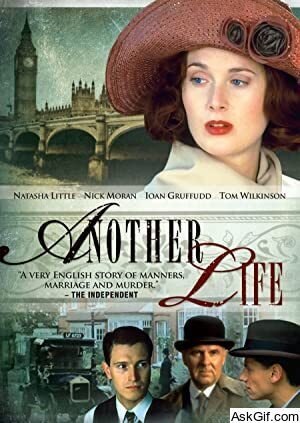 NATASHA LITTLE NICK MORAN IOAN GRUFFUDD TOM WILKINSON
ANOTHER
LIFE
"A VERY ENGLISH STORY OF MANNERS,
MARRIAGE AND MURDER."
– THE INDEPENDENT
AskGif.com